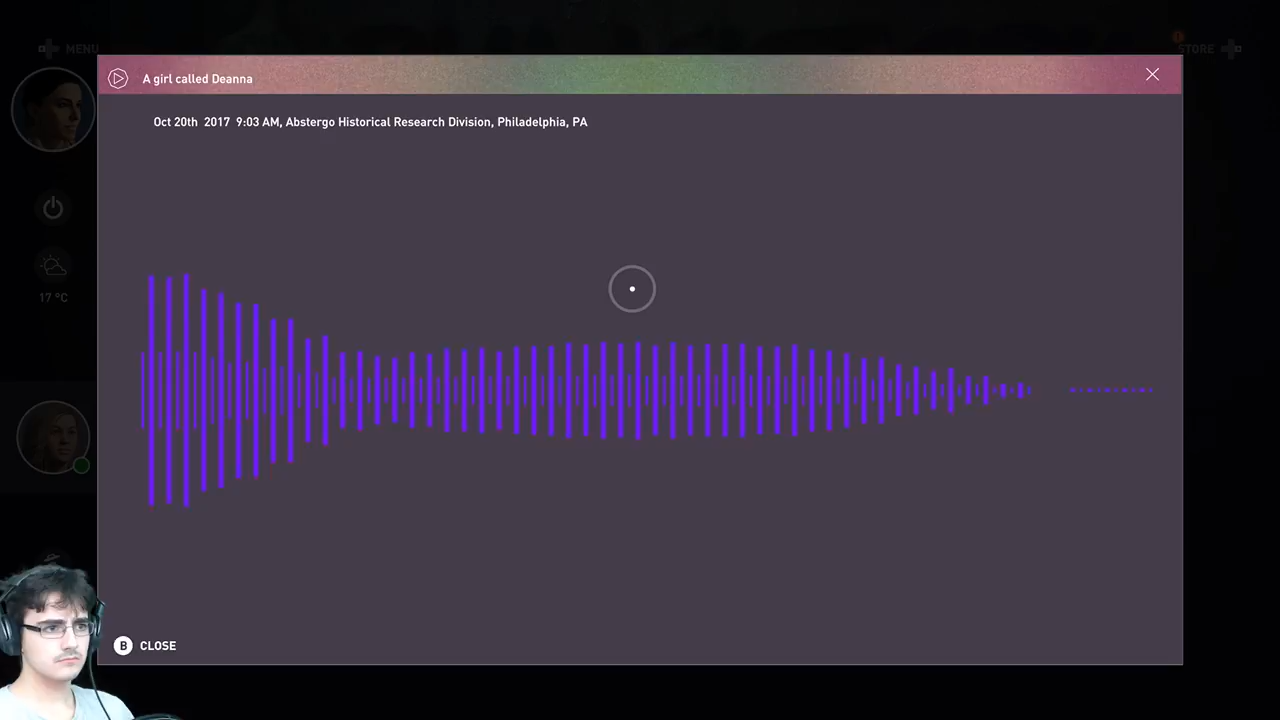 MENU
STORE
A girl called Deanna
Oct 20th 2017 9:03 AM, Abstergo Historical Research Division, Philadelphia, PA
17 °C
B CLOSE